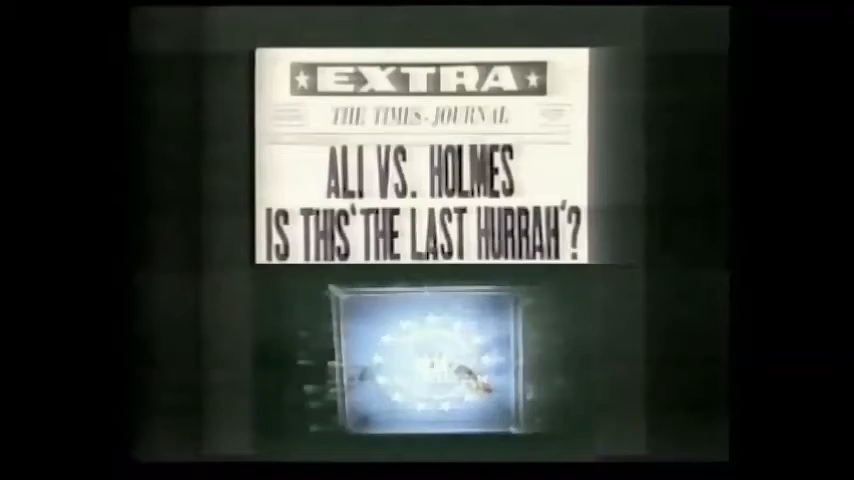 EXTRA
THE TIMES-JOURNAL
ALI VS. HOLMES
IS THIS 'THE LAST HURRAH'?